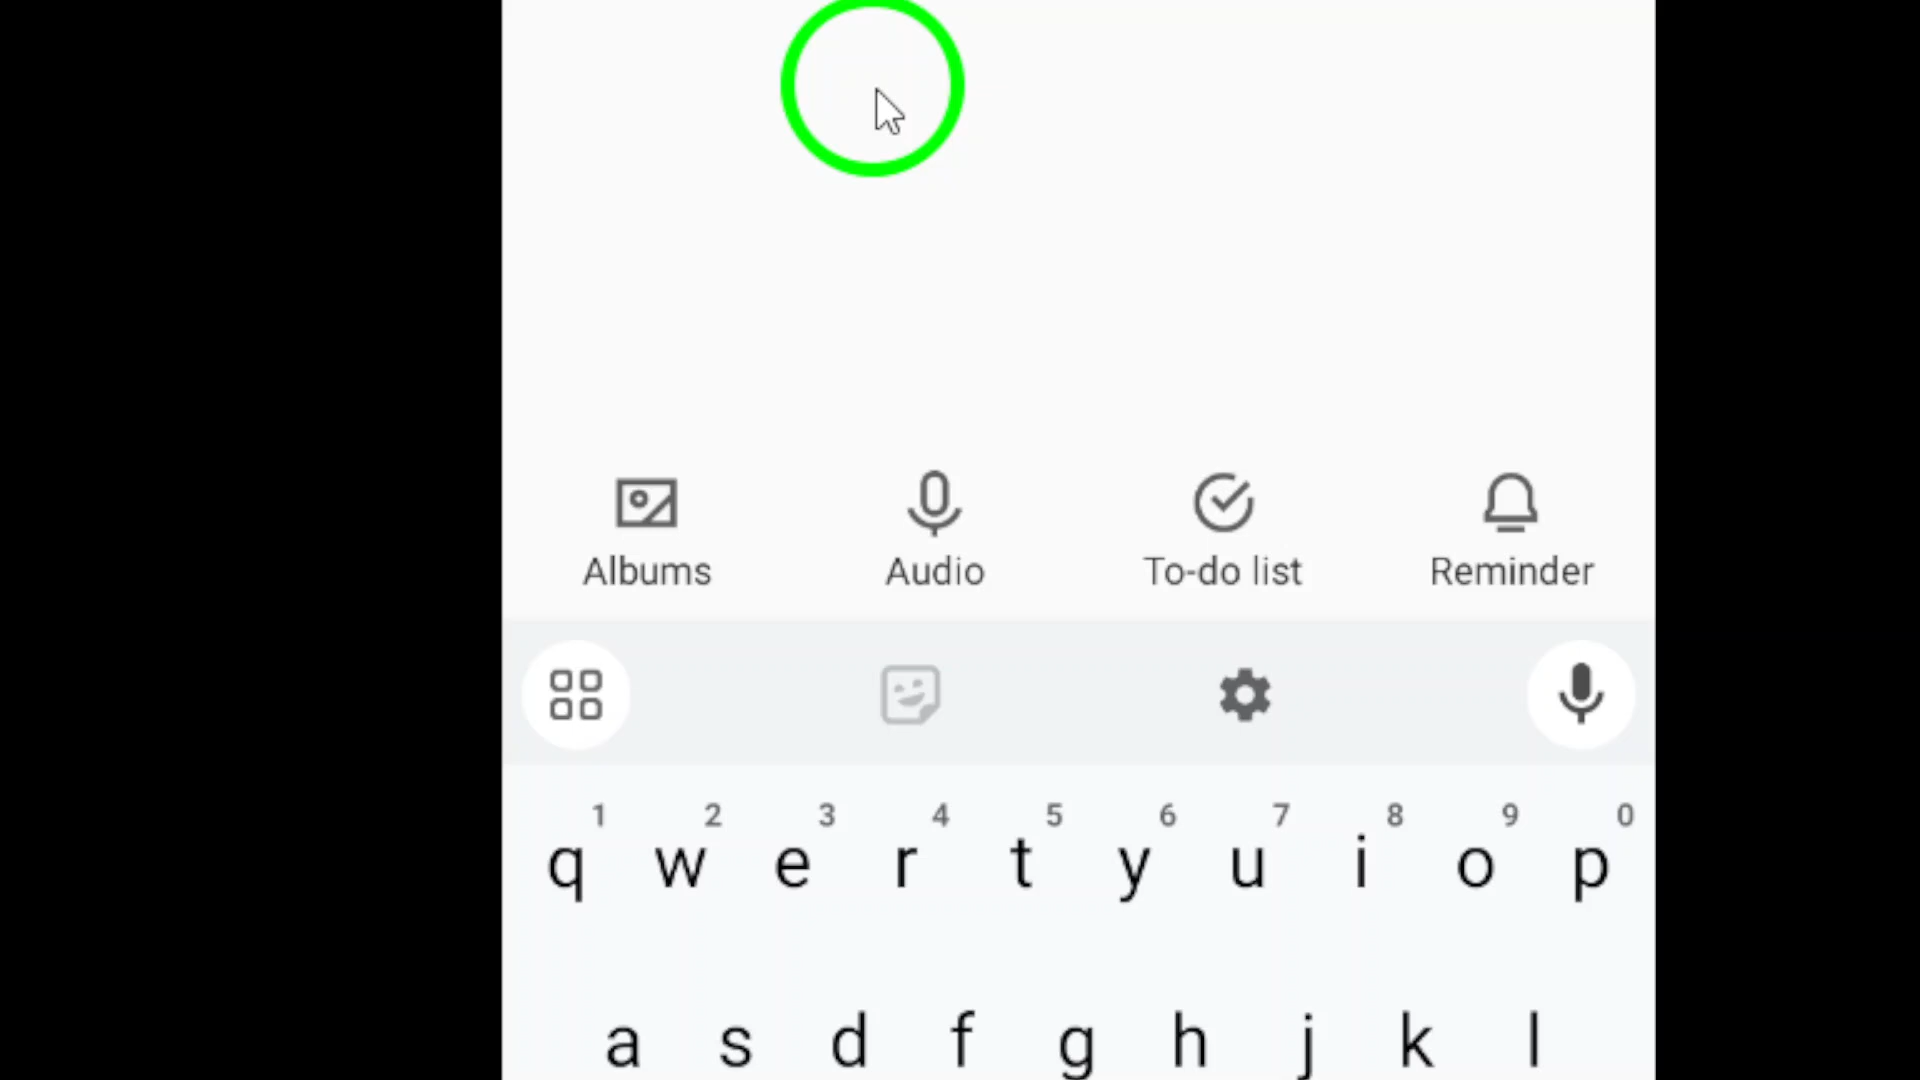 Albums Audio To-do list Reminder
1 2 3 4 5 6 7 8 9 0
q w e r t y u i o p
a s d f g h j k l